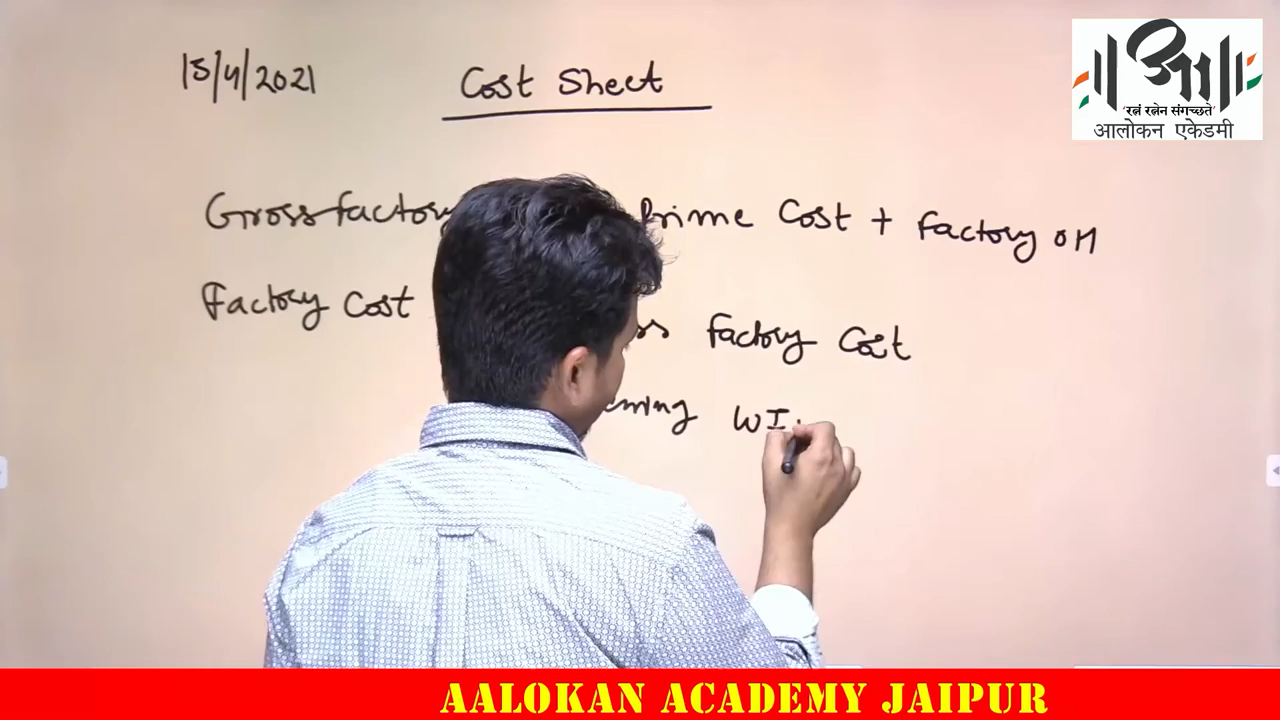 15/4/2021
Cost Sheet
'रत्नं रत्नेन संगच्छते'
आलोकन एकेडमी
Gross factory Prime Cost + factory OH
Factory Cost
factory Cost
WI
AALOKAN ACADEMY JAIPUR